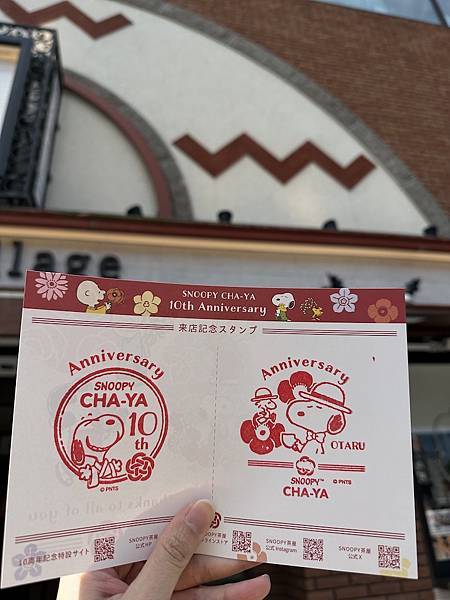 lage
SNOOPY CHA-YA
10th Anniversary
来店記念スタンプ
Anniversary
SNOOPY
CHA-YA
10
th
© PNTS
Anniversary
OTARU
SNOOPY™
CHA-YA
© PNTS
10周年記念特設サイト
SNOOPY茶屋
公式HP
SNOOPY茶屋
公式Instagram
SNOOPY茶屋
公式X